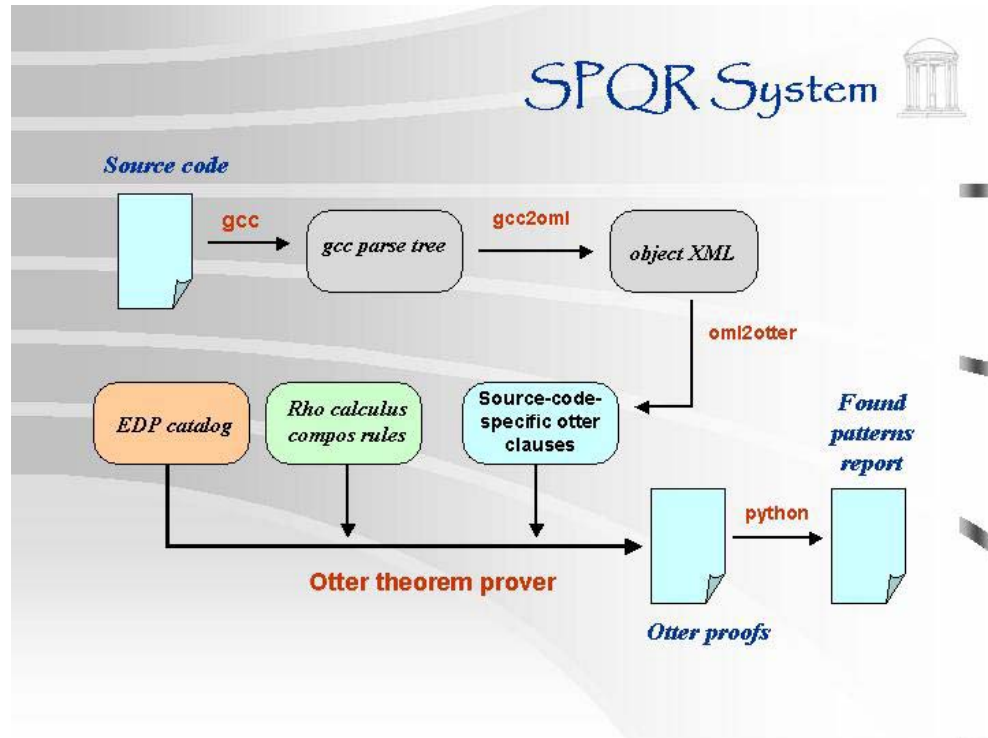 SPQR System
Source code
gcc
gcc parse tree
gcc2oml
object XML
oml2otter
EDP catalog
Rho calculus
compos rules
Source-code-
specific otter
clauses
Found
patterns
report
python
Otter theorem prover
Otter proofs